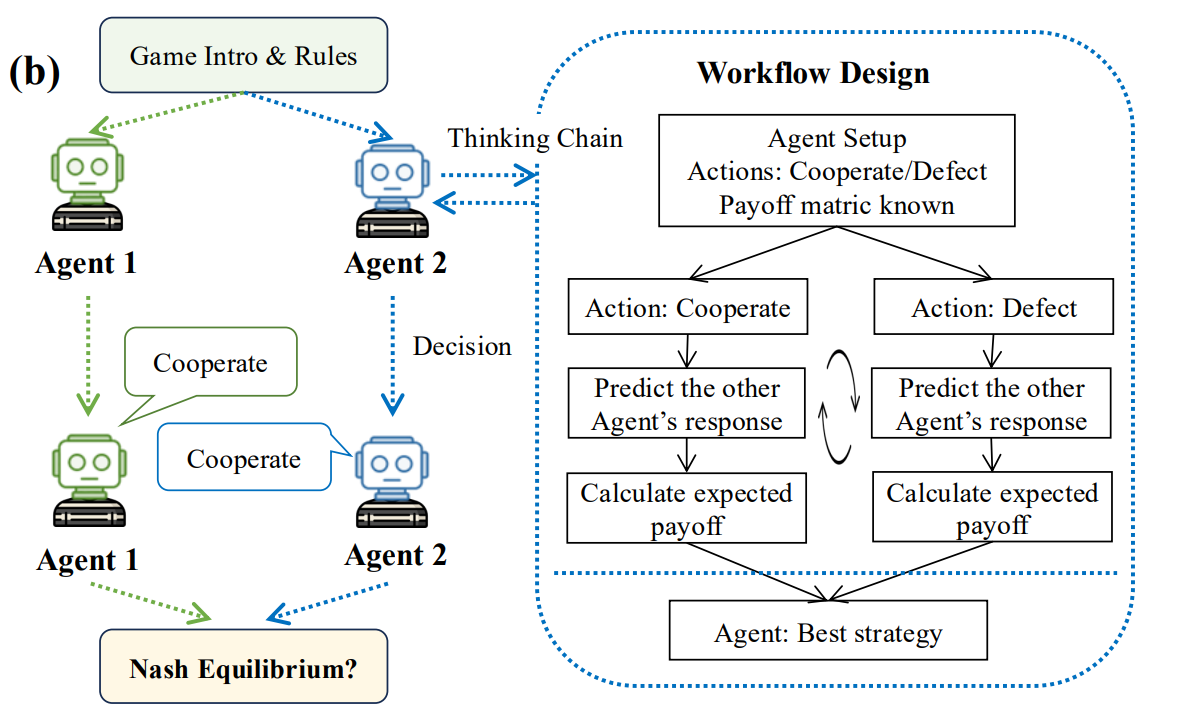 (b)
Game Intro & Rules
Agent 1
Agent 2
Thinking Chain
Decision
Cooperate
Cooperate
Agent 1
Agent 2
Nash Equilibrium?
Workflow Design
Agent Setup
Actions: Cooperate/Defect
Payoff matric known
Action: Cooperate
Action: Defect
Predict the other
Agent's response
Predict the other
Agent's response
Calculate expected
payoff
Calculate expected
payoff
Agent: Best strategy